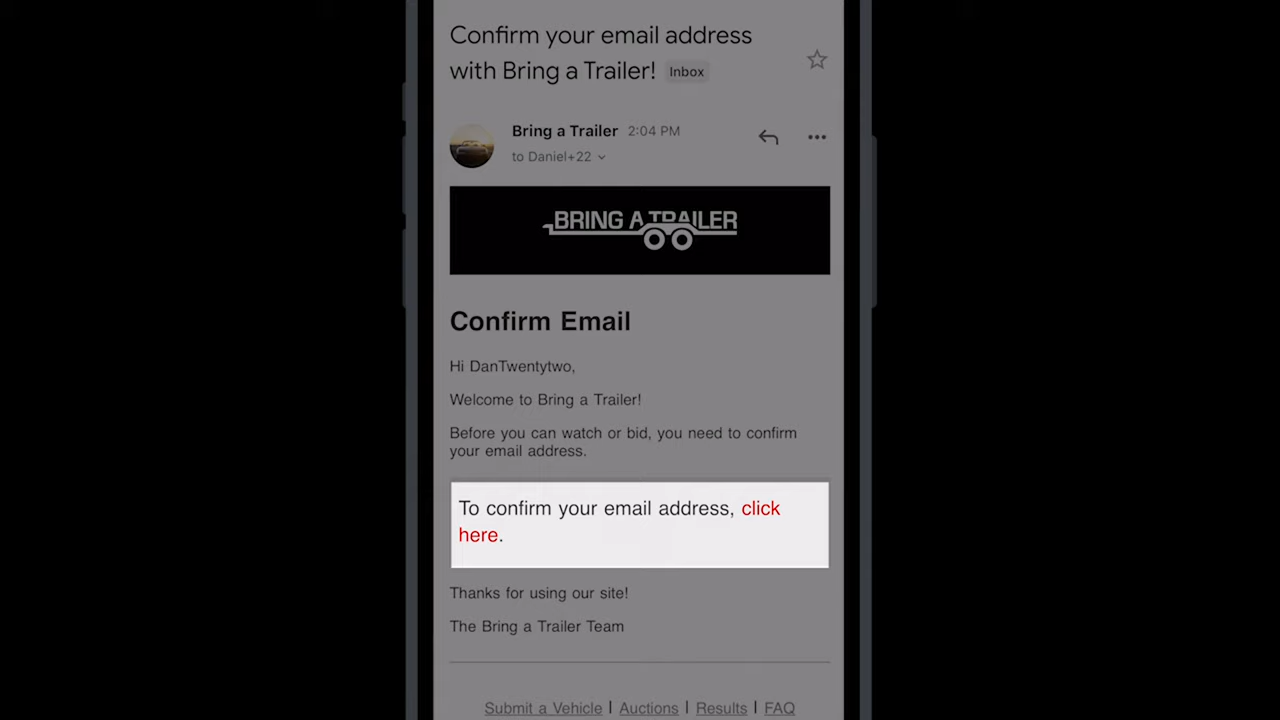 Confirm your email address
with Bring a Trailer! Inbox
Bring a Trailer 2:04 PM
to Daniel+22
BRING A TRAILER
Confirm Email
Hi DanTwentytwo,
Welcome to Bring a Trailer!
Before you can watch or bid, you need to confirm
your email address.
To confirm your email address, click
here.
Thanks for using our site!
The Bring a Trailer Team
Submit a Vehicle | Auctions | Results | FAQ